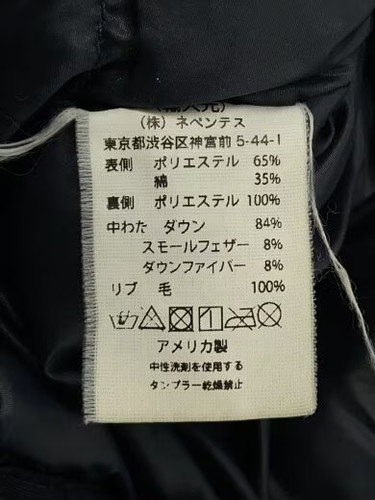 (輸入元)
(株) ネペンテス
東京都渋谷区神宮前 5-44-1
表側 ポリエステル 65%
綿 35%
裏側 ポリエステル 100%
中わた ダウン 84%
スモールフェザー 8%
ダウンファイバー 8%
リブ 毛 100%
アメリカ製
中性洗剤を使用する
タンブラー乾燥禁止